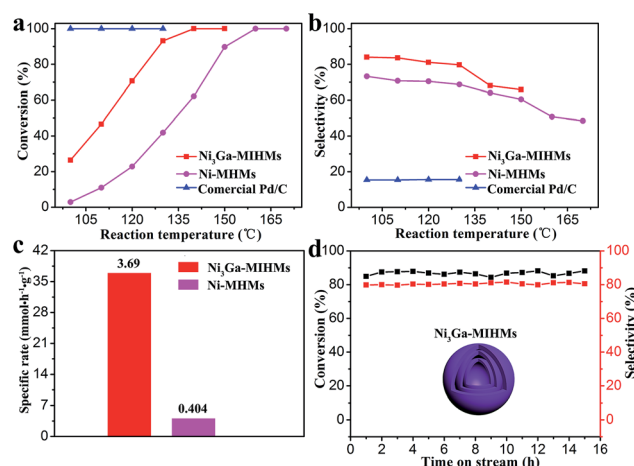 a
Conversion (%)
100
80
60
40
20
0
Ni₃Ga-MIHMs
Ni-MHMs
Comercial Pd/C
105 120 135 150 165
Reaction temperature (℃)
b
Selectivity (%)
100
80
60
40
20
0
Ni₃Ga-MIHMs
Ni-MHMs
Comercial Pd/C
105 120 135 150 165
Reaction temperature (℃)
c
Specific rate (mmol•h⁻¹•g¹)
42
35
28
21
14
7
0
3.69
0.404
Ni₃Ga-MIHMs
Ni-MHMs
d
Conversion (%)
100
80
60
40
20
0
Ni₃Ga-MIHMs
100
80
60
40
20
0
Selectivity (%)
0 2 4 6 8 10 12 14 16
Time on stream (h)